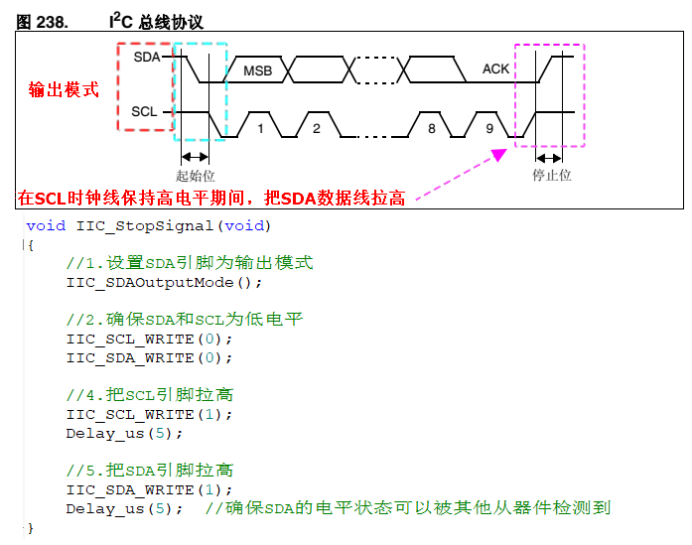 图 238. I²C 总线协议
SDA
MSB
ACK
输出模式
SCL
1 2 8 9
起始位
停止位
在SCL时钟线保持高电平期间，把SDA数据线拉高
void IIC_StopSignal(void)
{
//1.设置SDA引脚为输出模式
IIC_SDAOutputMode();
//2.确保SDA和SCL为低电平
IIC_SCL_WRITE(0);
IIC_SDA_WRITE(0);
//4.把SCL引脚拉高
IIC_SCL_WRITE(1);
Delay_us(5);
//5.把SDA引脚拉高
IIC_SDA_WRITE(1);
Delay_us(5); //确保SDA的电平状态可以被其他从器件检测到
}